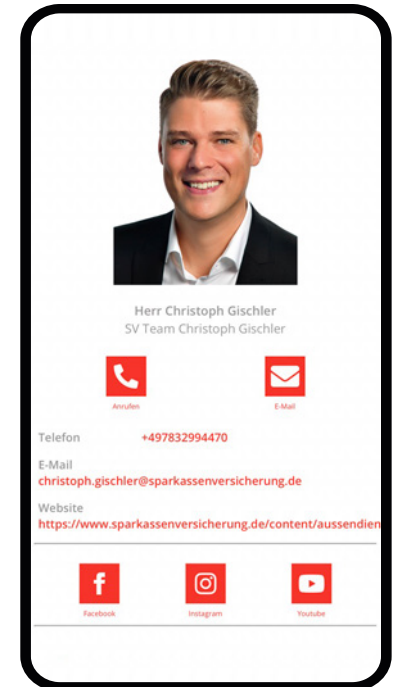 Herr Christoph Gischler
SV Team Christoph Gischler
Anrufen E-Mail
Telefon +497832994470
E-Mail
christoph.gischler@sparkassenversicherung.de
Website
https://www.sparkassenversicherung.de/content/aussendien
Facebook Instagram Youtube